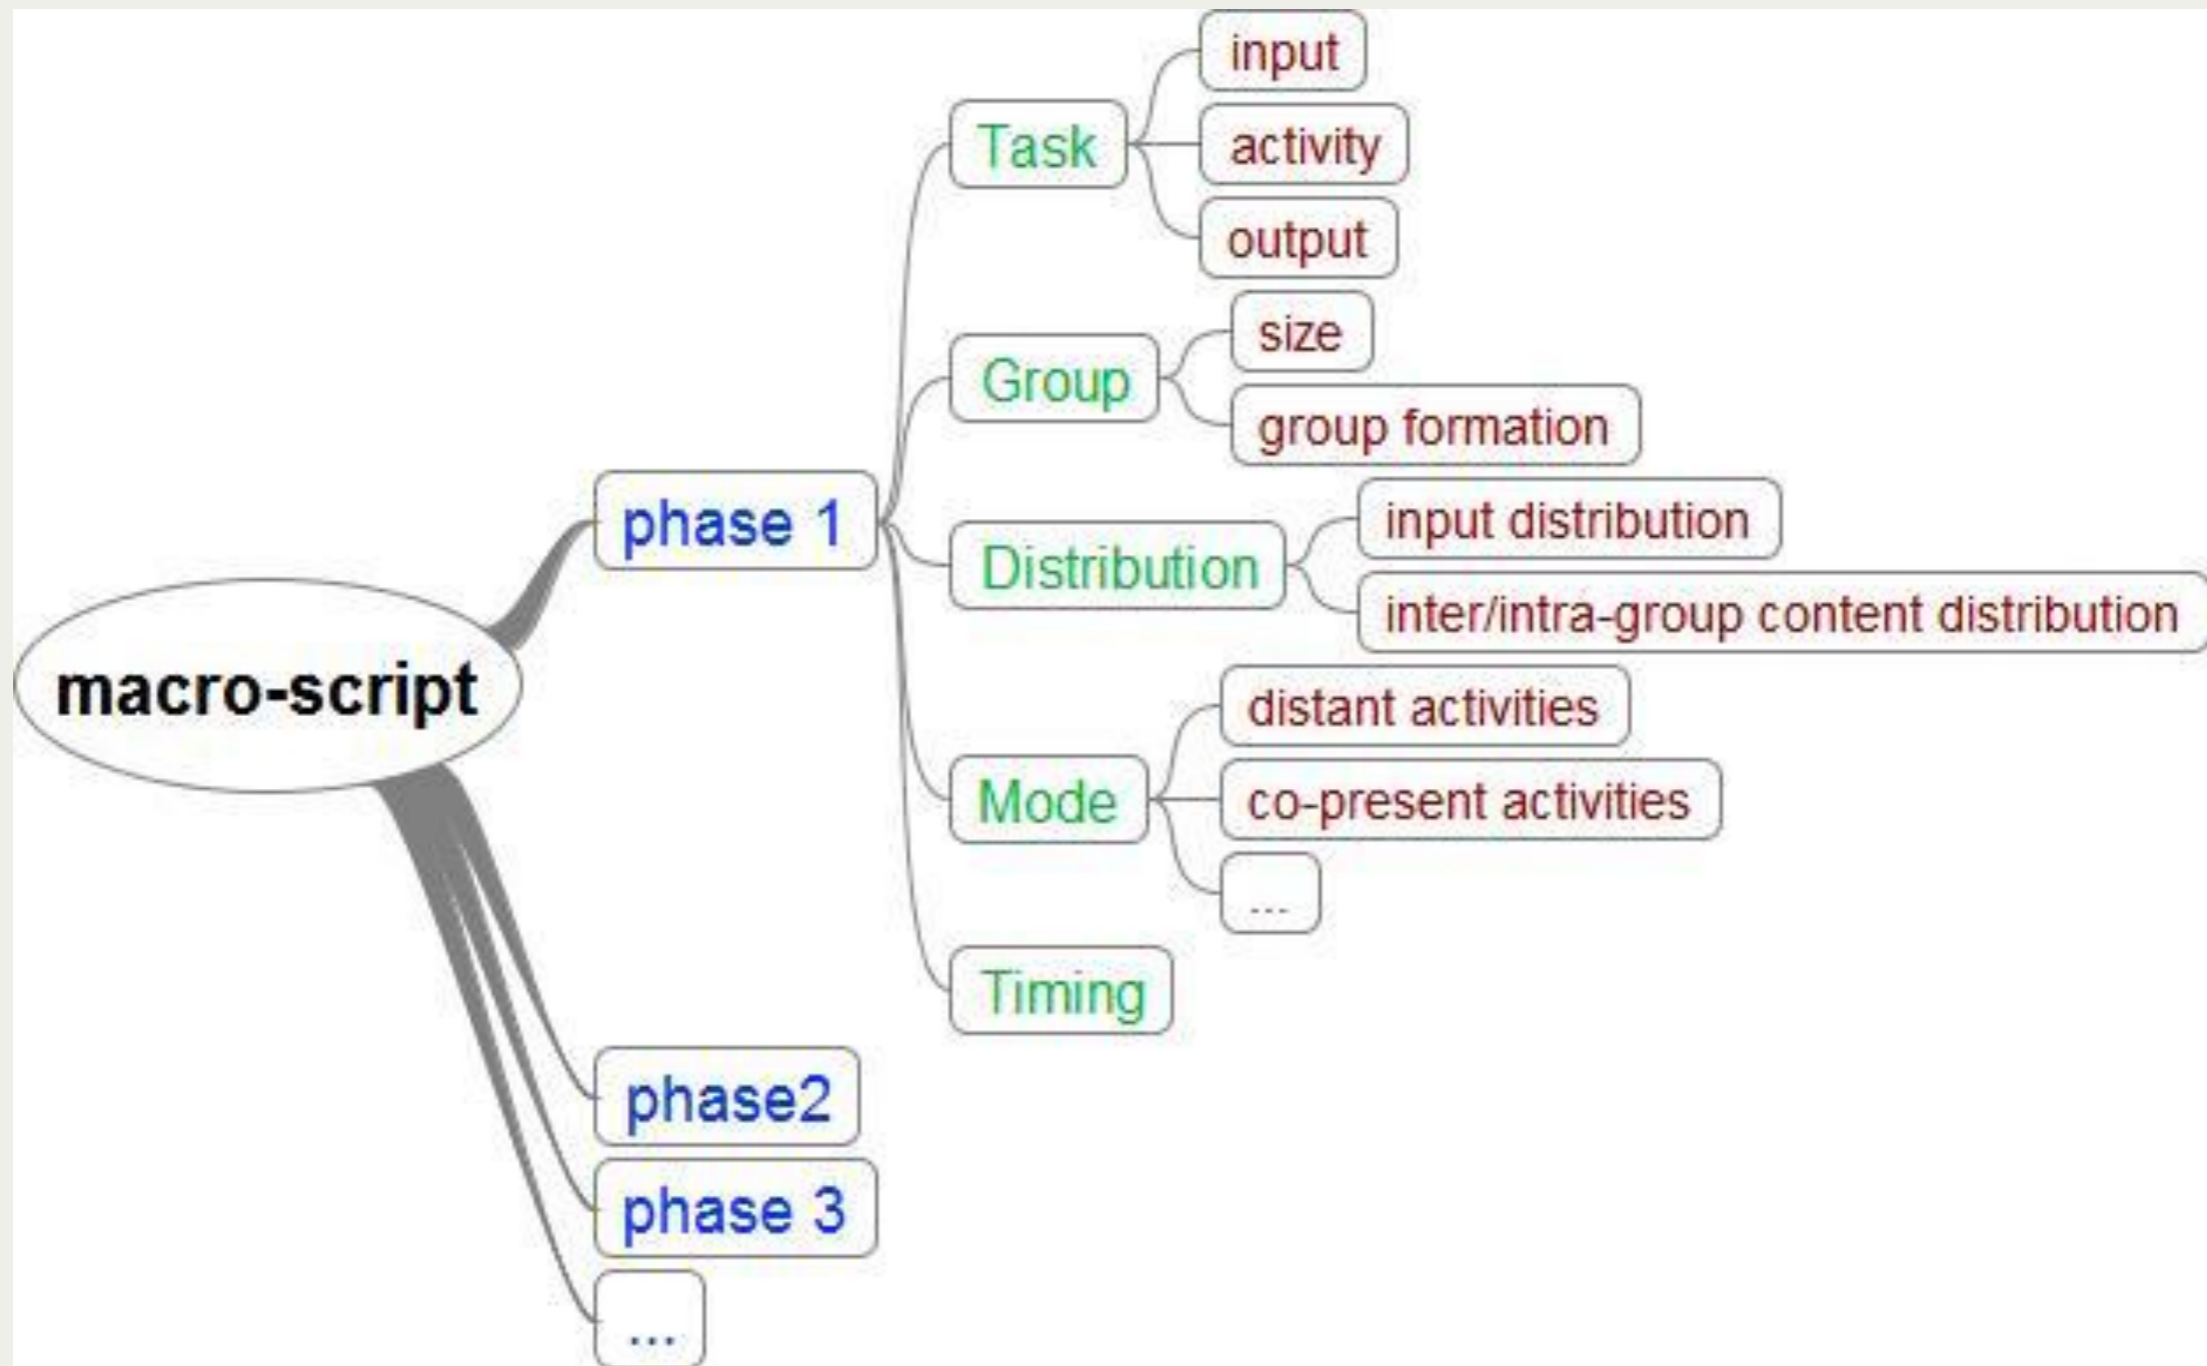 macro-script
phase 1
Task
input
activity
output
Group
size
group formation
Distribution
input distribution
inter/intra-group content distribution
Mode
distant activities
co-present activities
...
Timing
phase2
phase 3
...